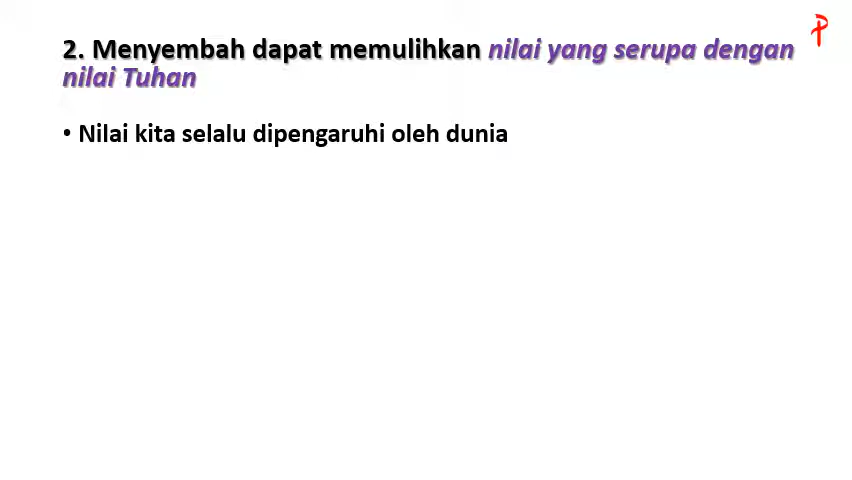 2. Menyembah dapat memulihkan nilai yang serupa dengan
nilai Tuhan
• Nilai kita selalu dipengaruhi oleh dunia